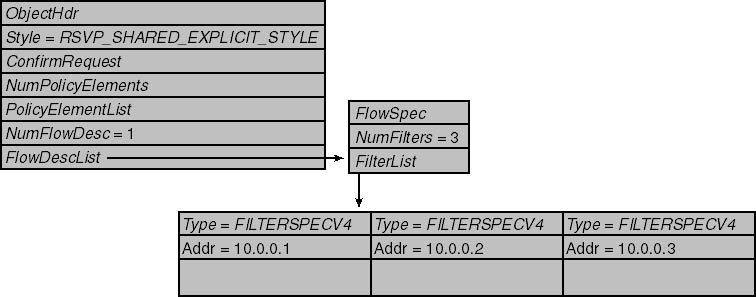 ObjectHdr
Style = RSVP_SHARED_EXPLICIT_STYLE
ConfirmRequest
NumPolicyElements
PolicyElementList
NumFlowDesc = 1
FlowDescList
FlowSpec
NumFilters = 3
FilterList
Type = FILTERSPECV4
Type = FILTERSPECV4
Type = FILTERSPECV4
Addr = 10.0.0.1
Addr = 10.0.0.2
Addr = 10.0.0.3